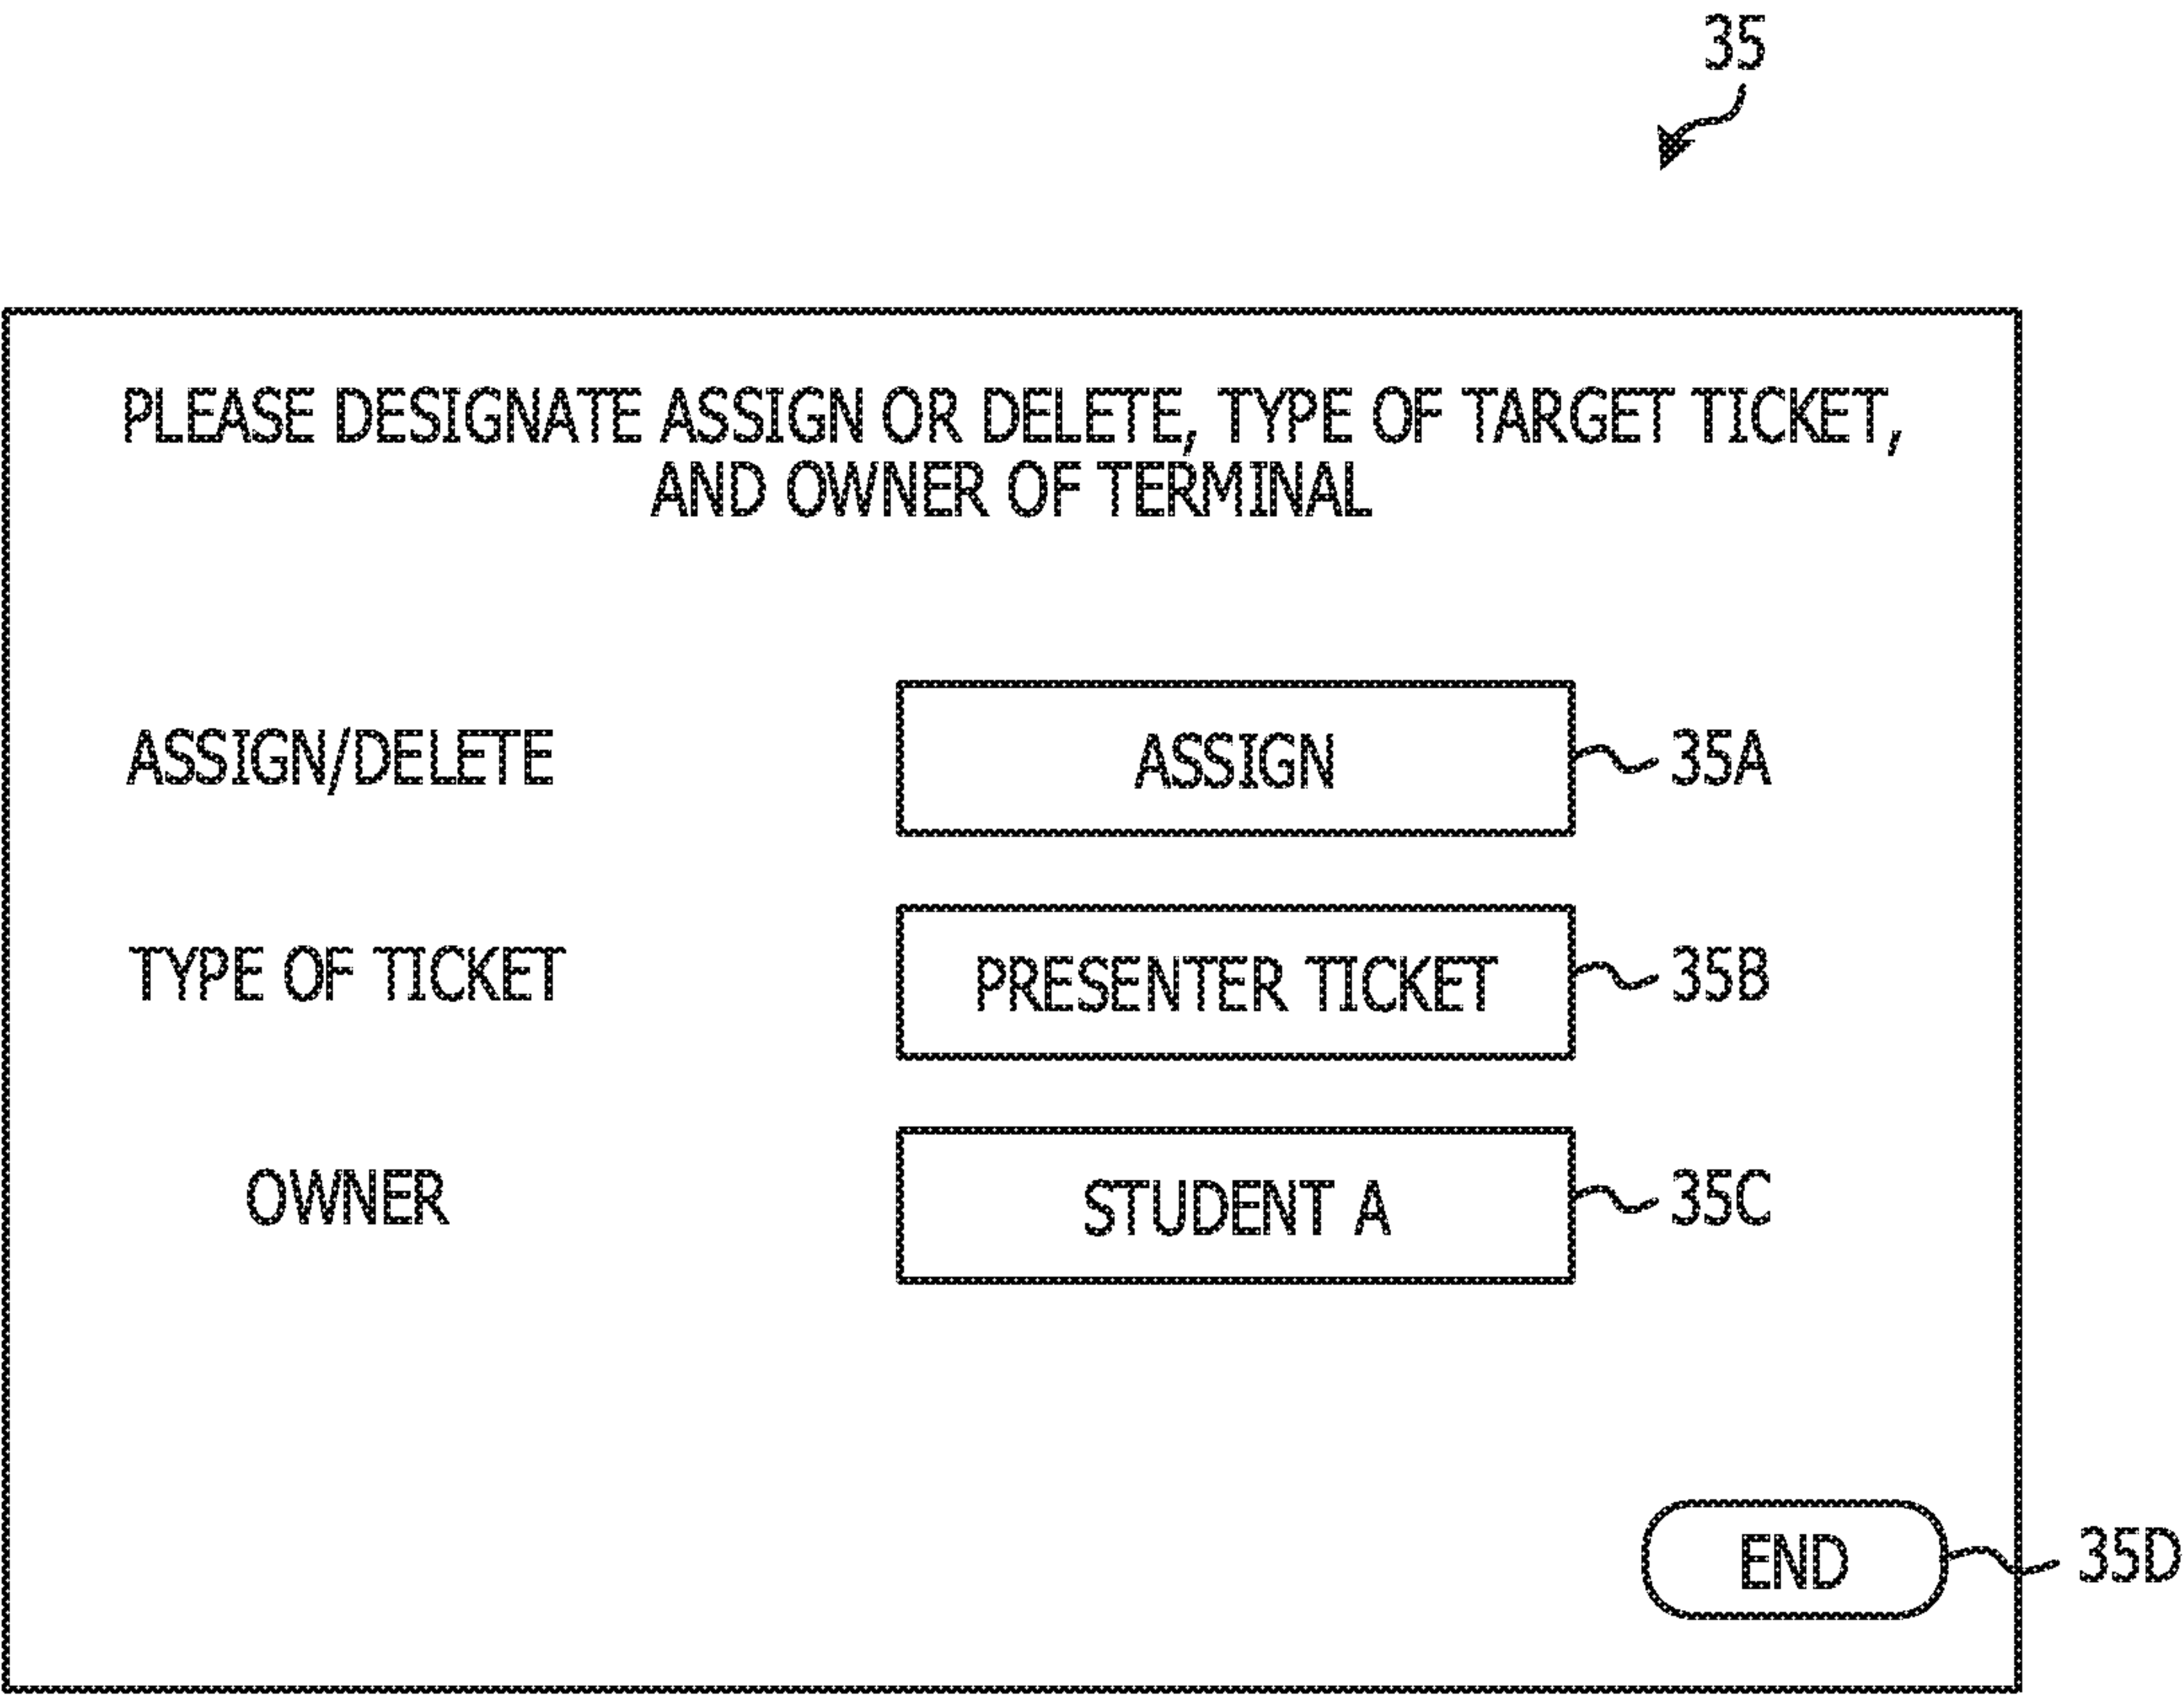 35
PLEASE DESIGNATE ASSIGN OR DELETE, TYPE OF TARGET TICKET,
AND OWNER OF TERMINAL
ASSIGN/DELETE ASSIGN 35A
TYPE OF TICKET PRESENTER TICKET 35B
OWNER STUDENT A 35C
END 35D